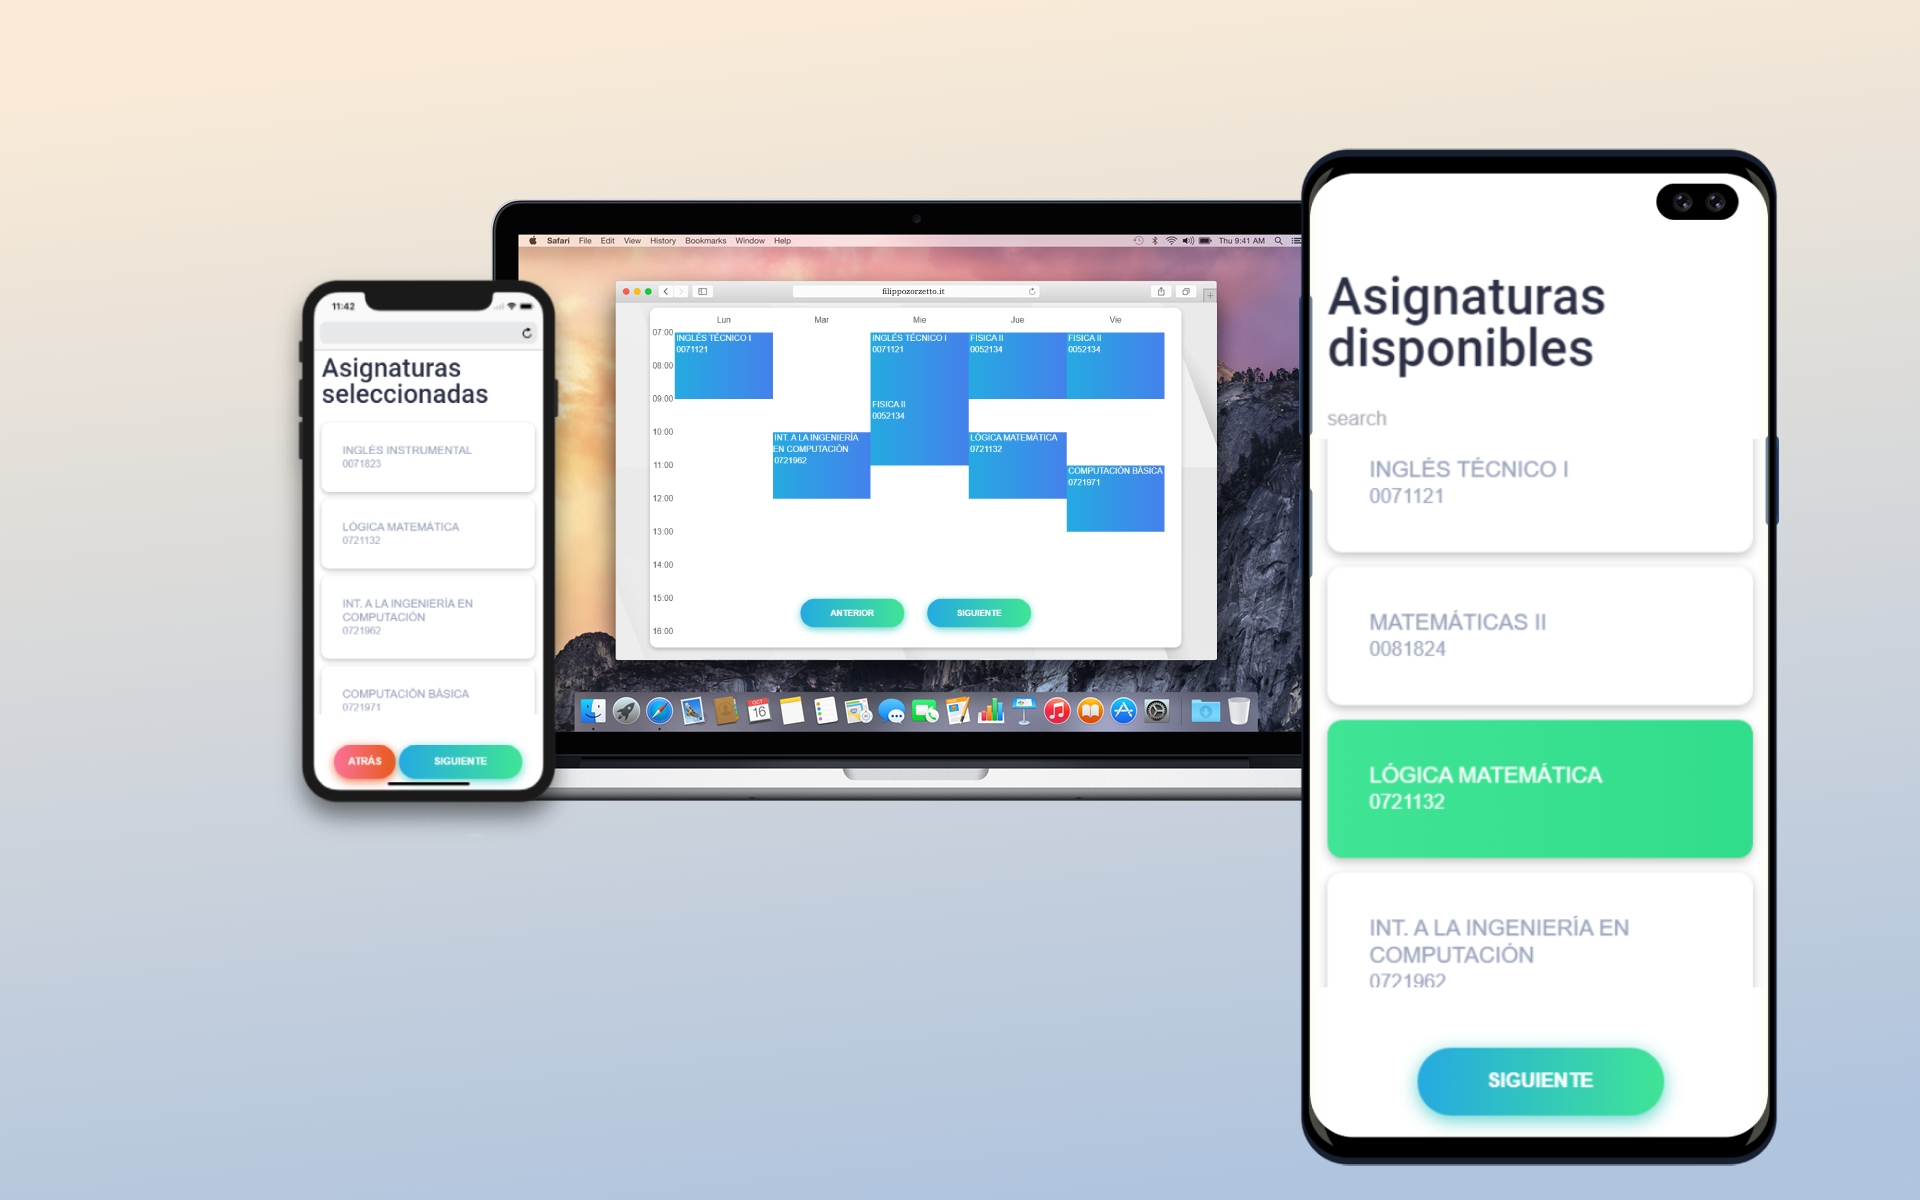 11:42
Asignaturas
seleccionadas
INGLÉS INSTRUMENTAL
0071823
LÓGICA MATEMÁTICA
0721132
INT. A LA INGENIERÍA EN
COMPUTACIÓN
0721962
COMPUTACIÓN BÁSICA
0721971
ATRÁS
SIGUIENTE
Safari File Edit View History Bookmarks Window Help
Thu 9:41 AM
filippozorzetto.it
Lun Mar Mie Jue Vie
07:00
08:00
09:00
10:00
11:00
12:00
13:00
14:00
15:00
16:00
INGLÉS TÉCNICO I
0071121
INT. A LA INGENIERÍA
EN COMPUTACIÓN
0721962
INGLÉS TÉCNICO I
0071121
FISICA II
0052134
FISICA II
0052134
LÓGICA MATEMÁTICA
0721132
FISICA II
0052134
COMPUTACIÓN BÁSICA
0721971
ANTERIOR
SIGUIENTE
OCT
16
Asignaturas
disponibles
search
INGLÉS TÉCNICO I
0071121
MATEMÁTICAS II
0081824
LÓGICA MATEMÁTICA
0721132
INT. A LA INGENIERÍA EN
COMPUTACIÓN
0721962
SIGUIENTE